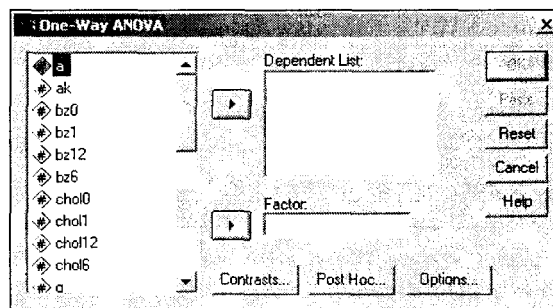 One-Way ANOVA
a
ak
bz0
bz1
bz12
bz6
chol0
chol1
chol12
chol6
g
Dependent List:
Factor:
OK
Paste
Reset
Cancel
Help
Contrasts...
Post Hoc...
Options...